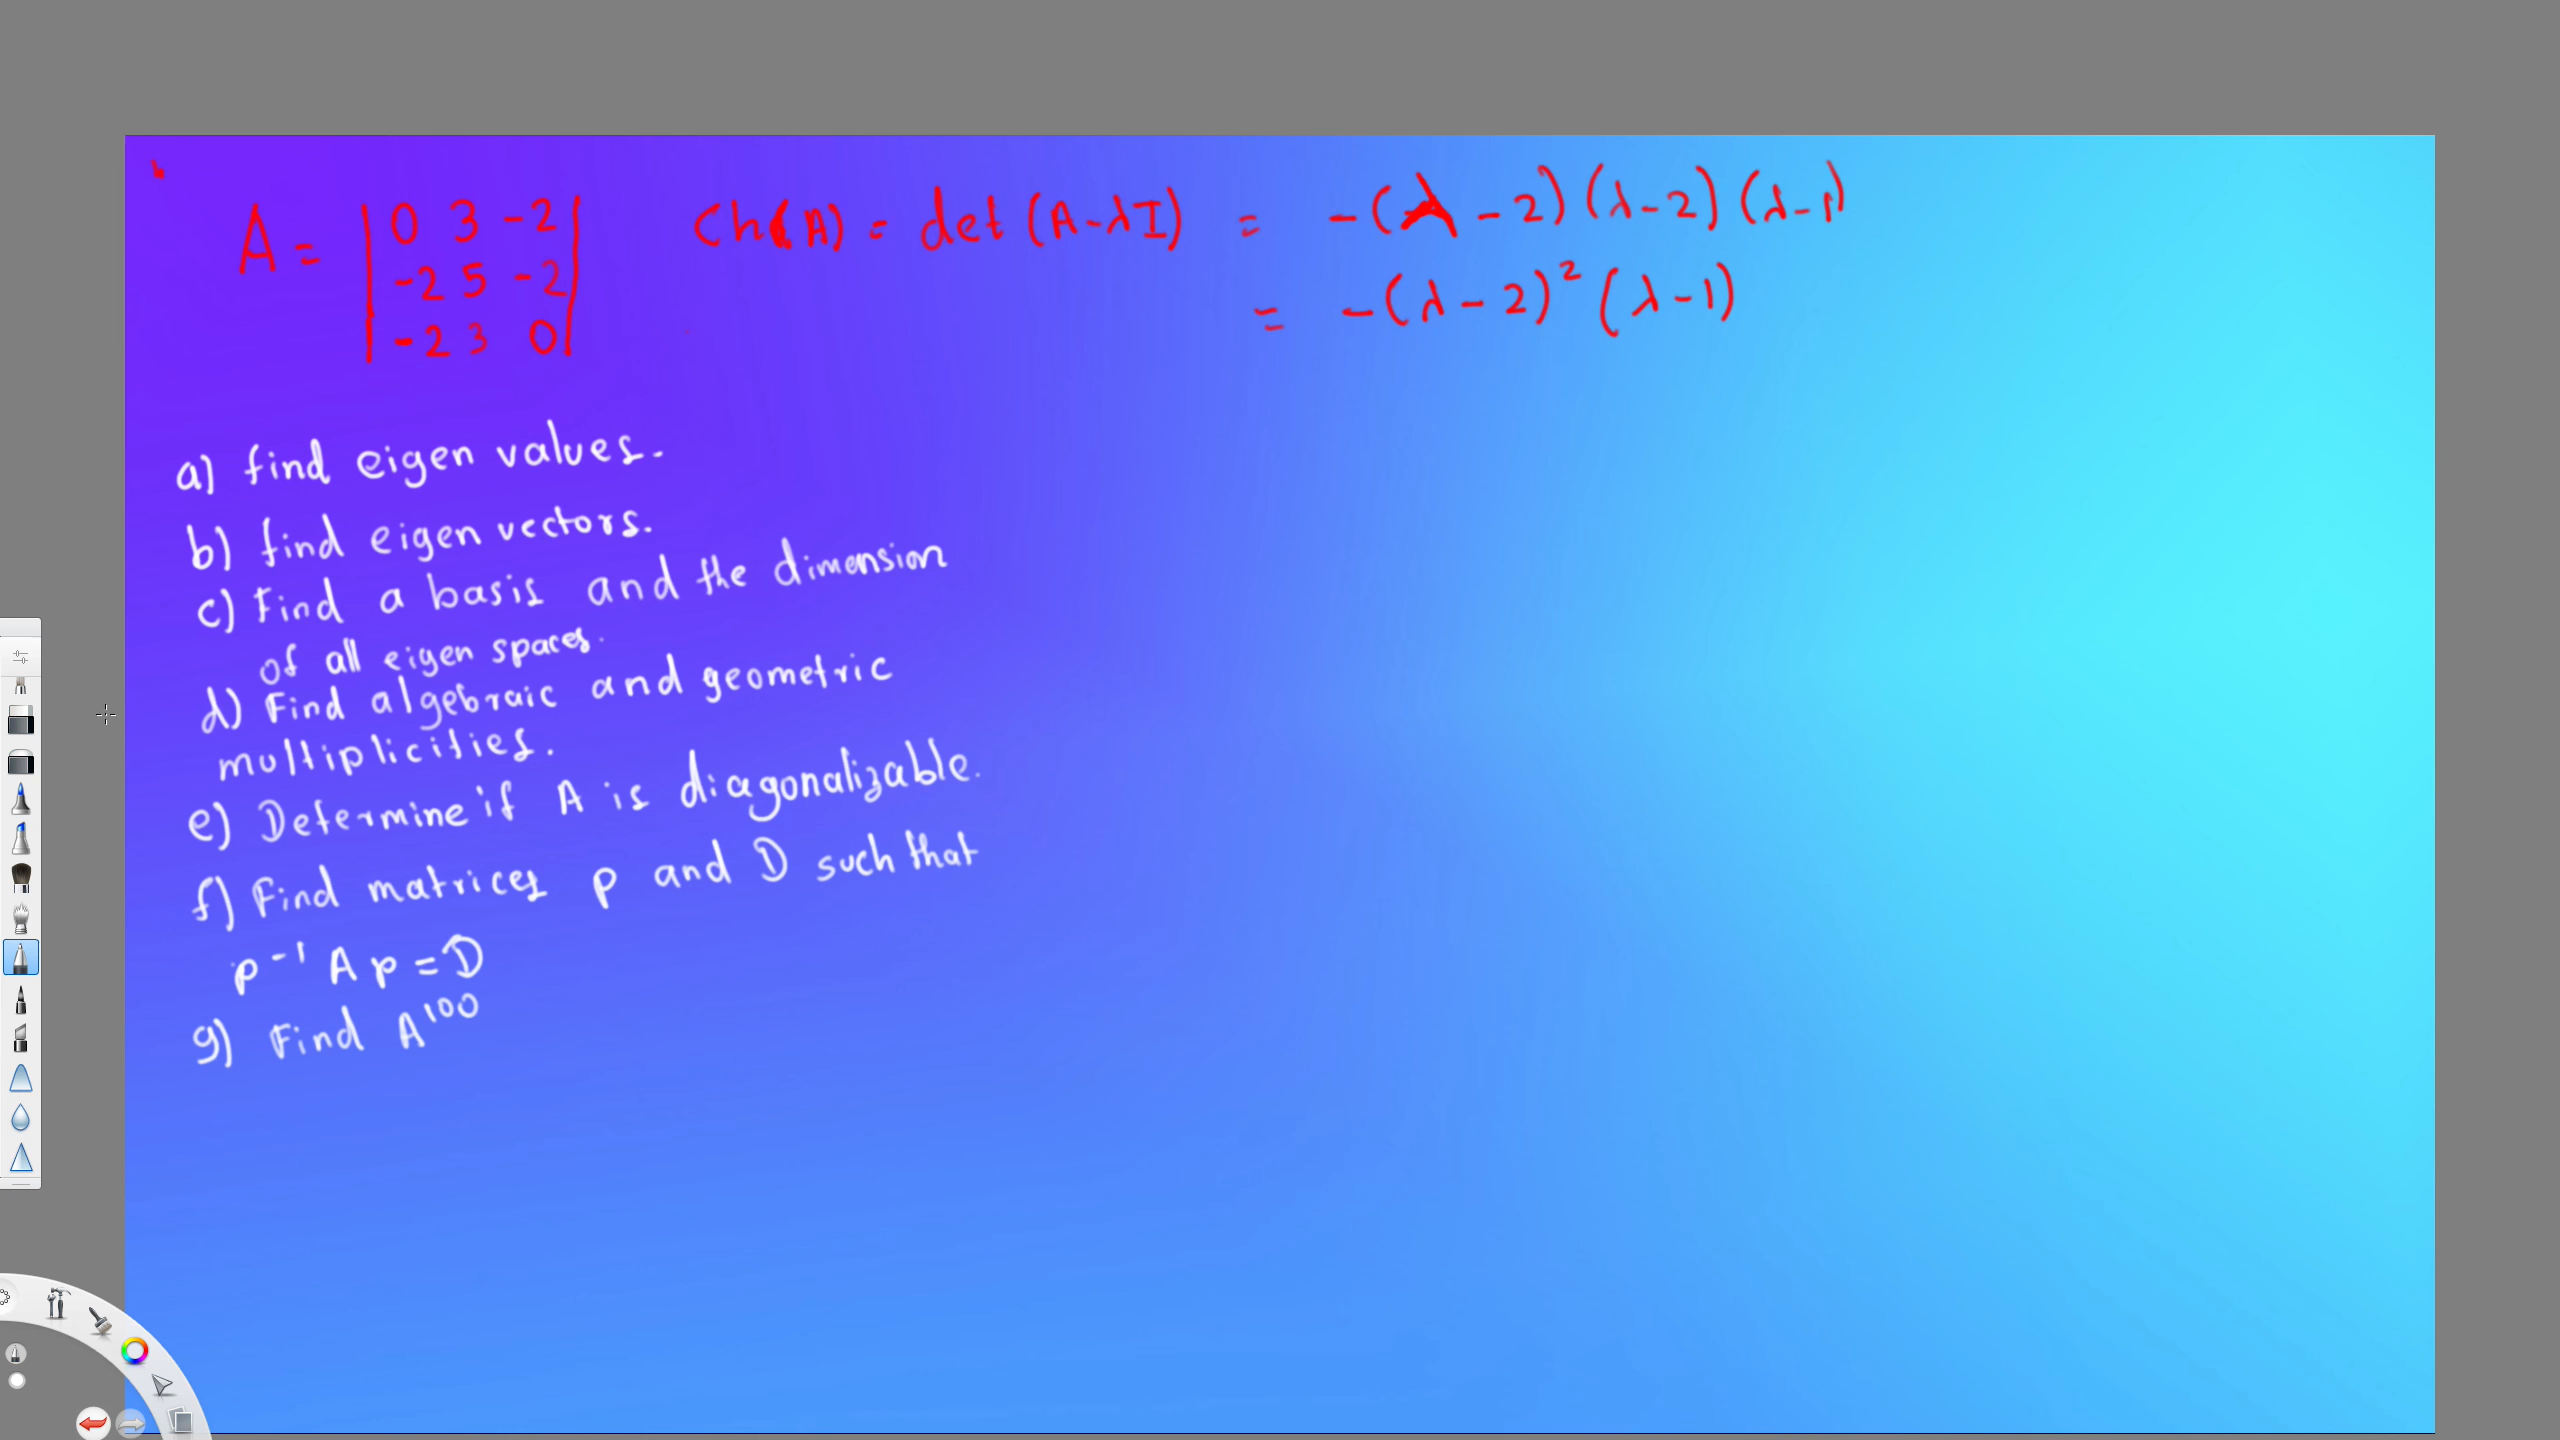 A = | 0 3 -2 |
| -2 5 -2 |
| -2 3 0 |
Ch(A) = det (A-λI) = -(λ-2)(λ-2)(λ-1)
= -(λ-2)²(λ-1)
a) find eigen values.
b) find eigen vectors.
c) Find a basis and the dimension
of all eigen spaces.
d) Find algebraic and geometric
multiplicities.
e) Determine if A is diagonalizable.
f) Find matrices p and D such that
p⁻¹ A p = D
g) Find A¹⁰⁰